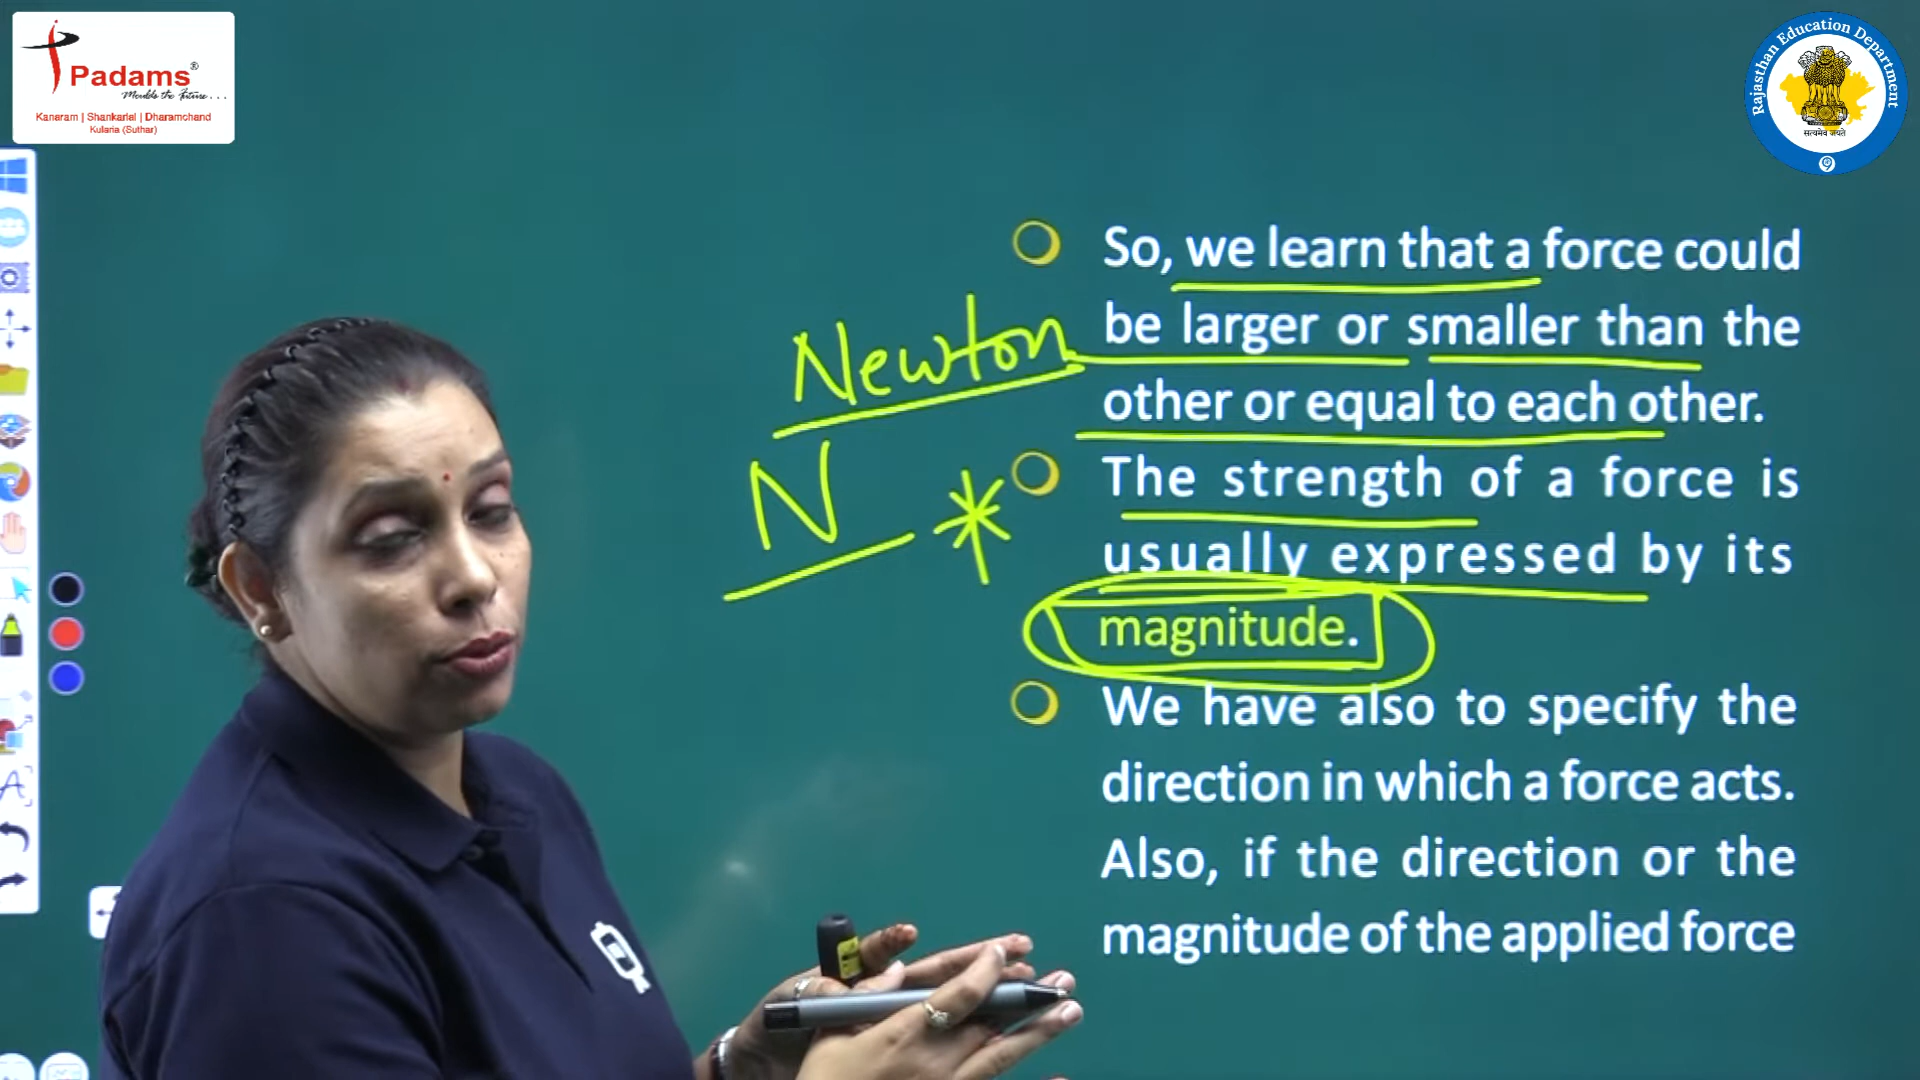 Padams®
Moulds the Future...
Kanaram | Shankarlal | Dharamchand
Kularia (Suthar)
Rajasthan Education Department
सत्यमेव जयते
So, we learn that a force could
be larger or smaller than the
other or equal to each other.
The strength of a force is
usually expressed by its
magnitude.
We have also to specify the
direction in which a force acts.
Also, if the direction or the
magnitude of the applied force
Newton
N *
A